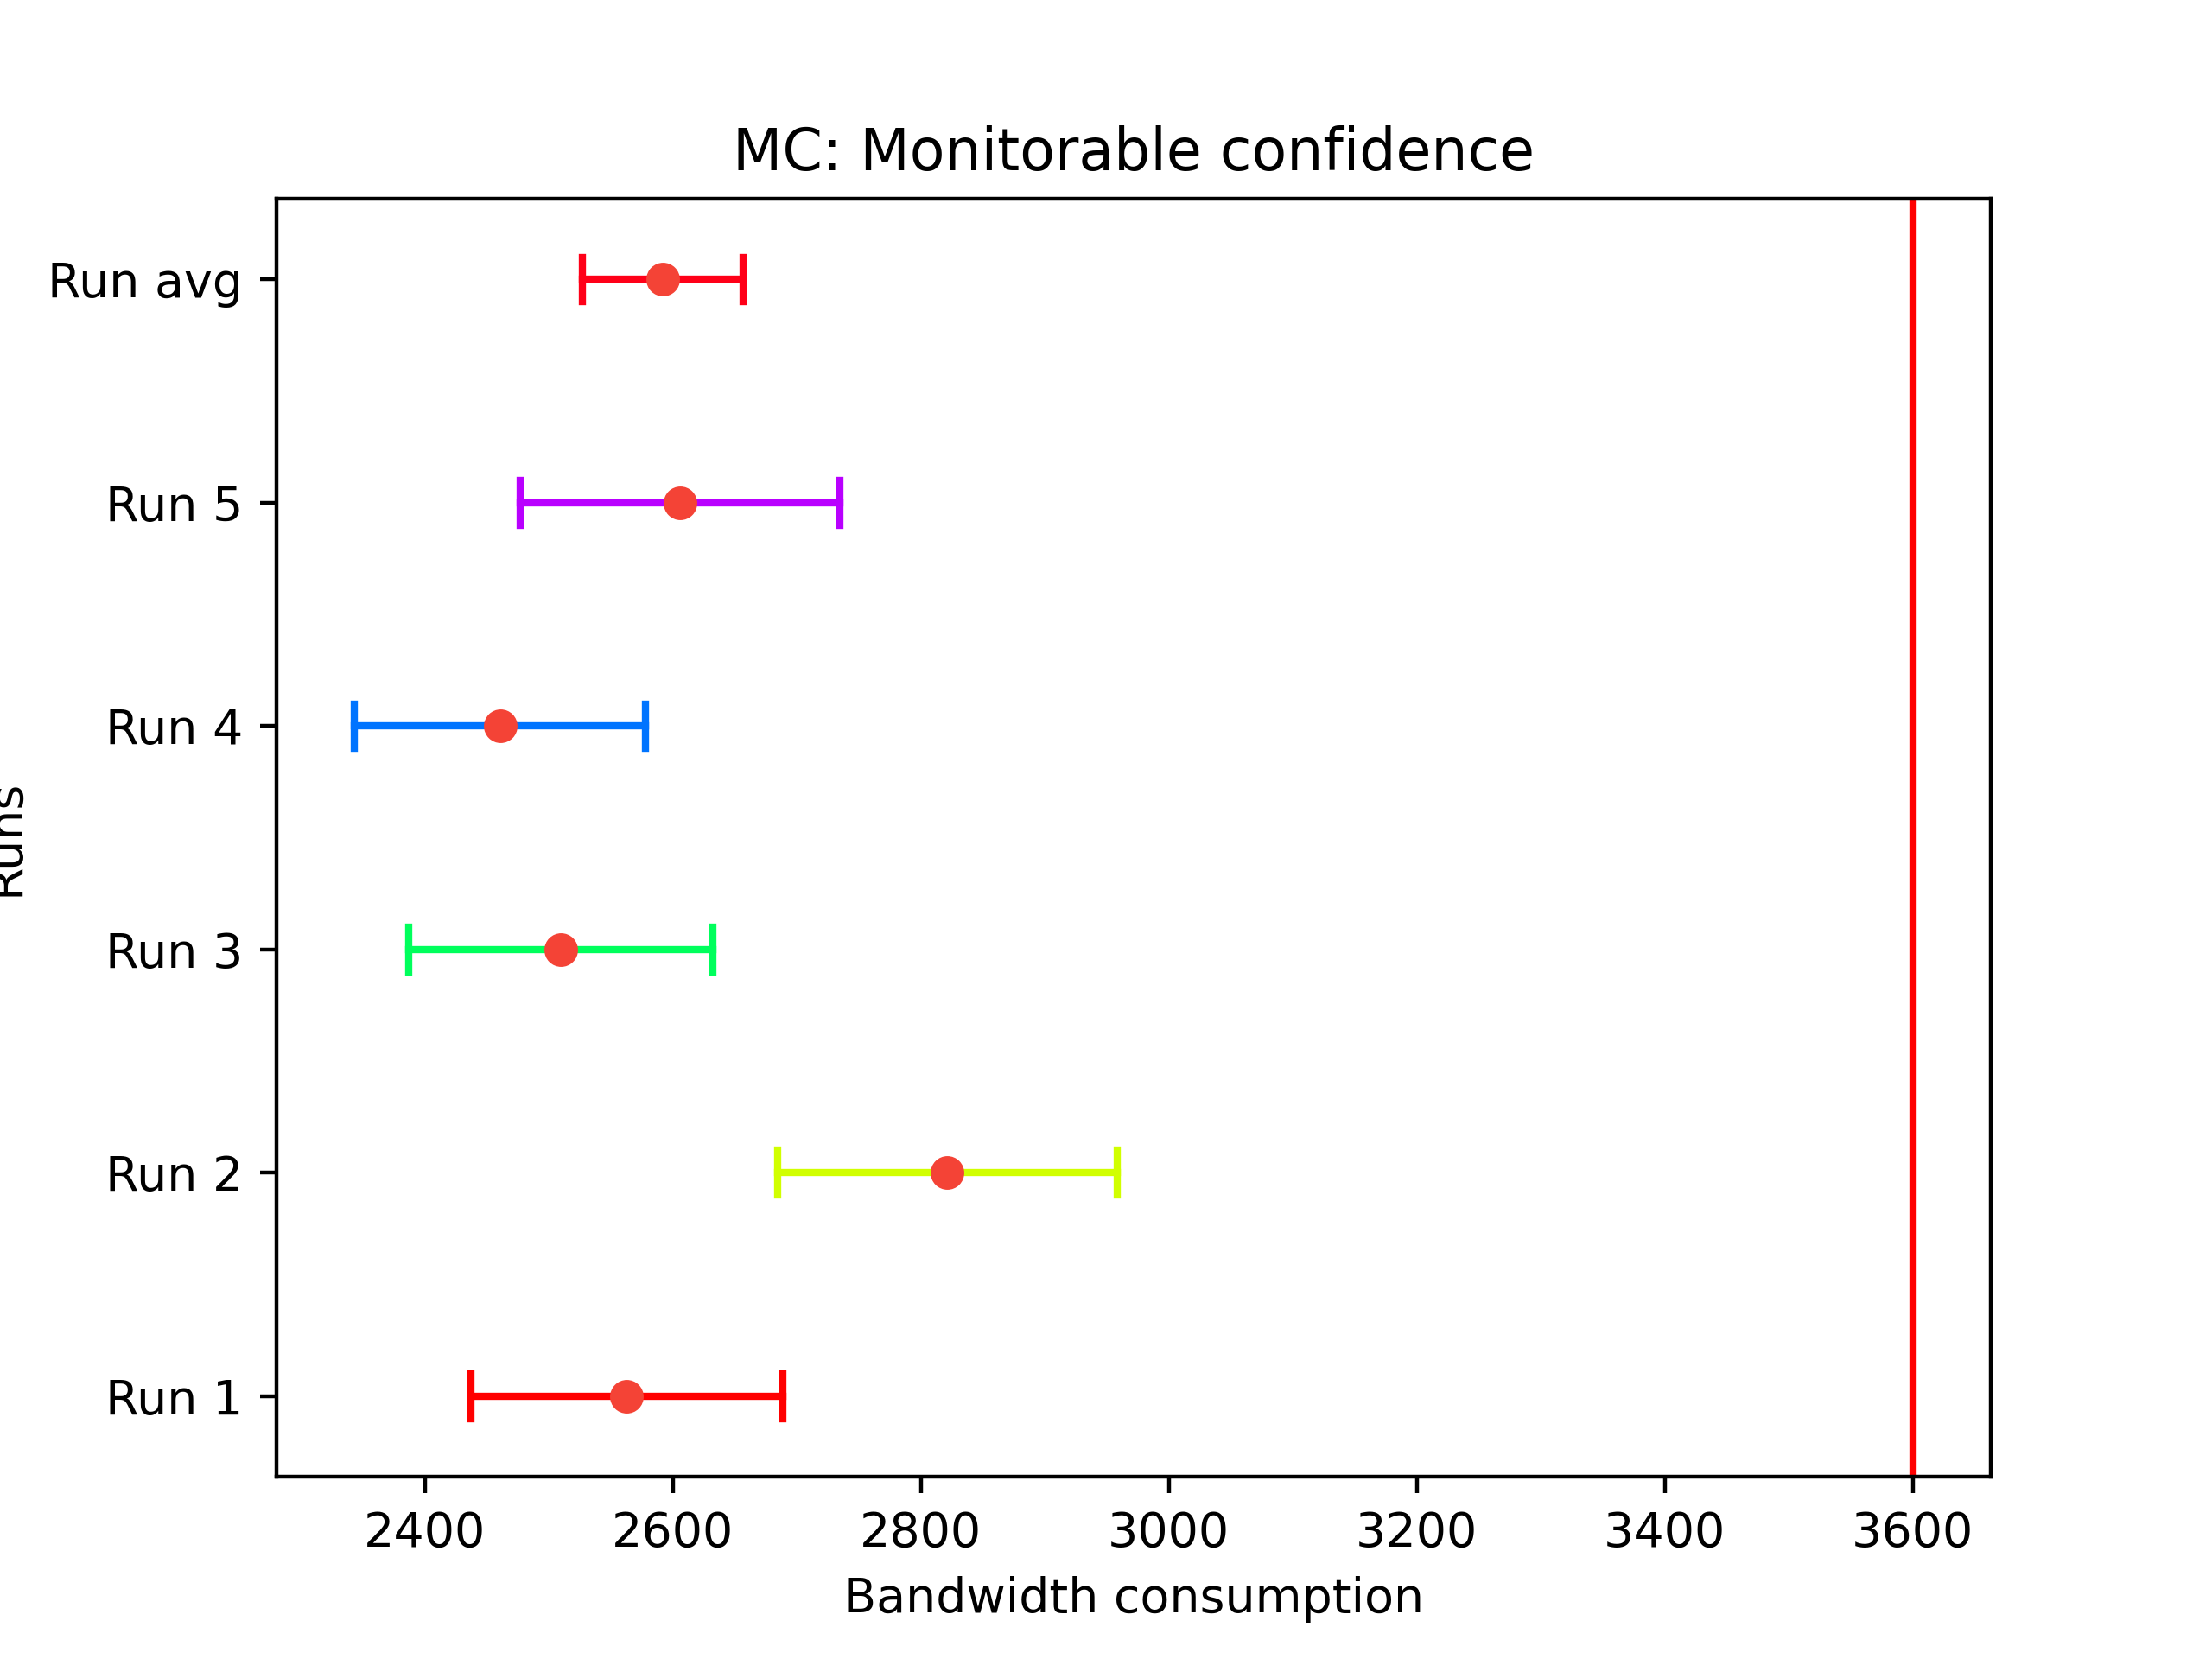 MC: Monitorable confidence
Run avg
Run 5
Run 4
Run 3
Run 2
Run 1
Runs
2400 2600 2800 3000 3200 3400 3600
Bandwidth consumption